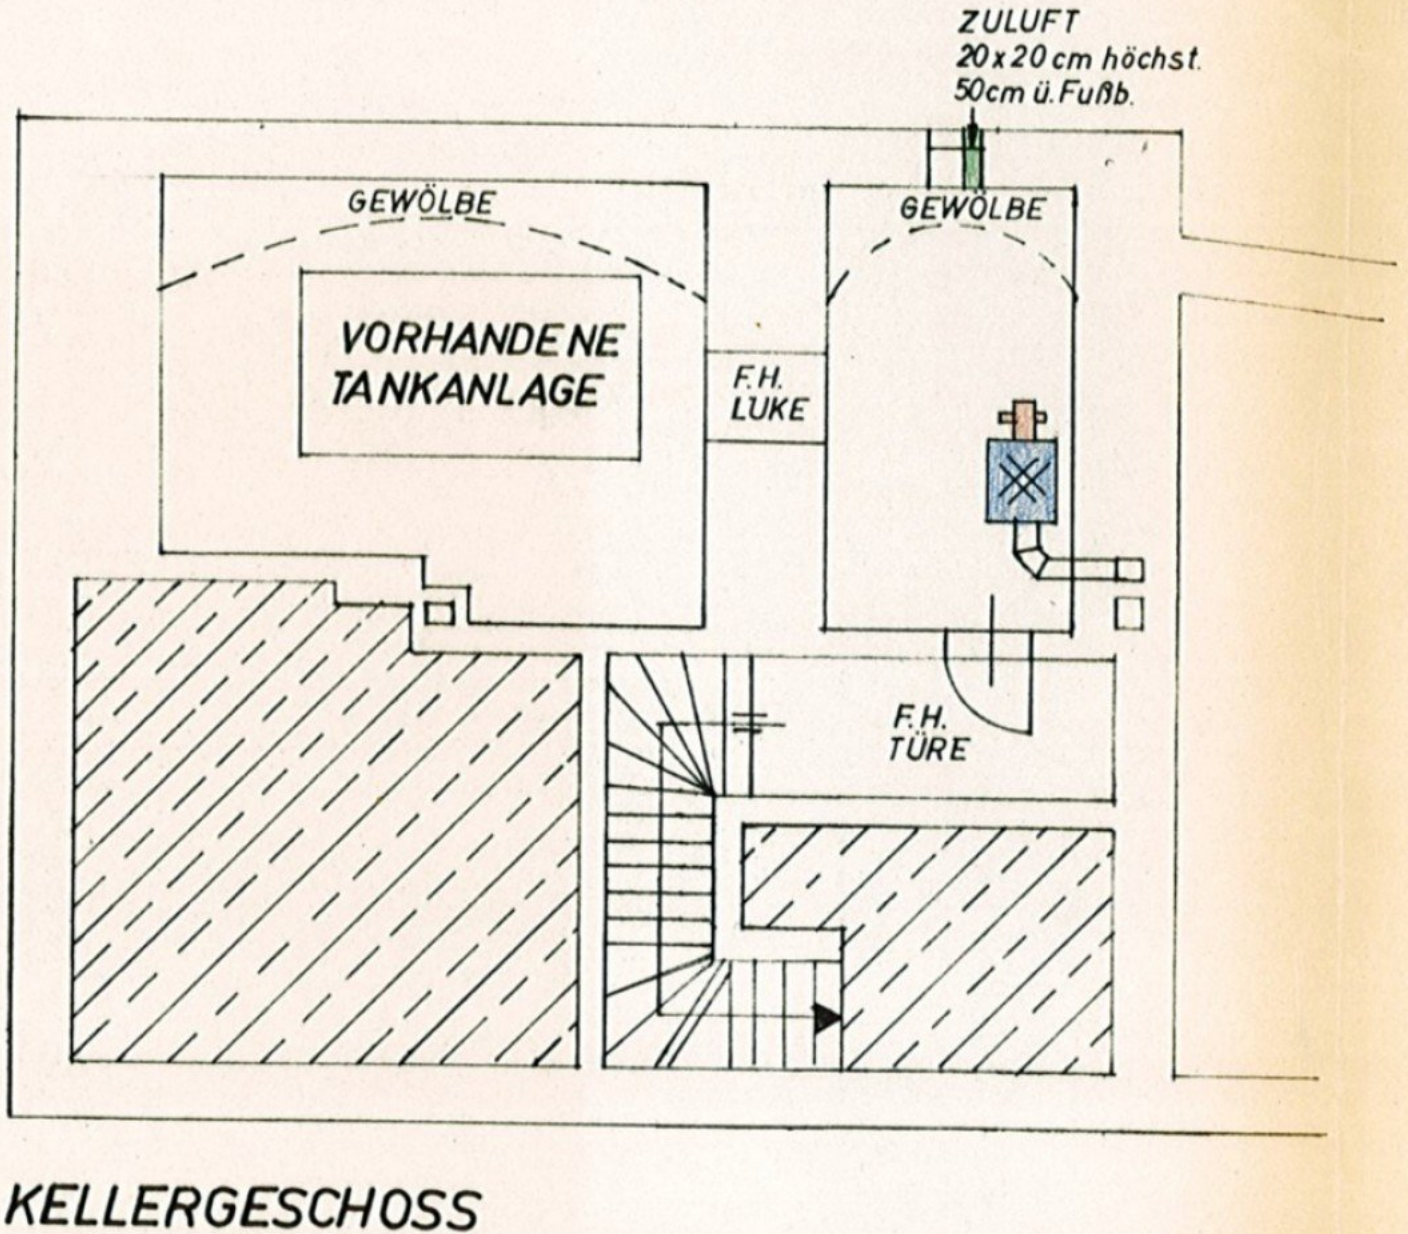 ZULUFT
20x20 cm höchst.
50cm ü. Fußb.
GEWÖLBE
GEWÖLBE
VORHANDENE
TANKANLAGE
F.H.
LUKE
F.H.
TÜRE
KELLERGESCHOSS